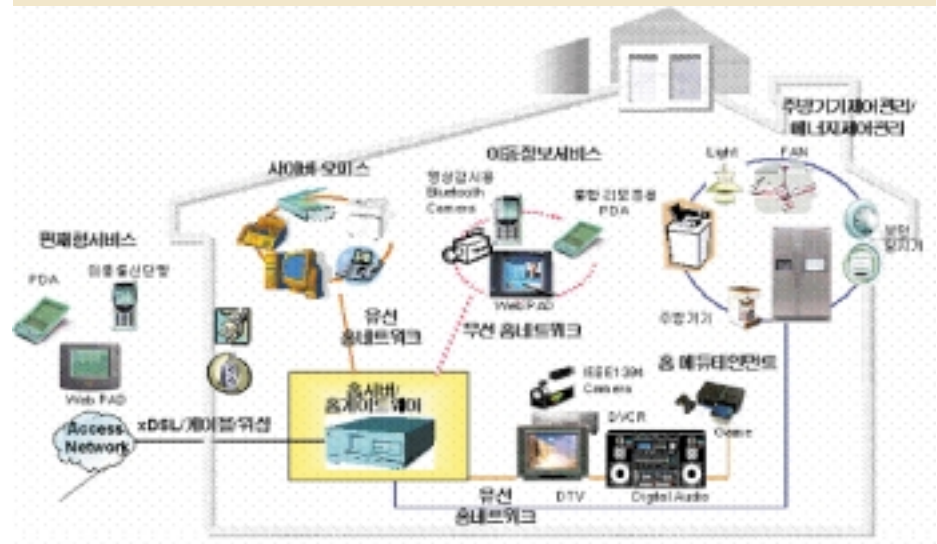 주방기기제어관리/
에너지제어관리
이동정보서비스
사이버 오피스
Light
FAN
영상감시용
Bluetooth
Camera
통합 리모콘용
PDA
편재형서비스
이동통신단말
PDA
Web PAD
Web PAD
유선
홈네트워크
무선 홈네트워크
주방기기
홈 에듀테인먼트
홈서버/
홈게이트웨이
IEEE1394
Camera
DVCR
Game
Access
Network
xDSL/케이블/위성
DTV
Digital Audio
유선
홈네트워크